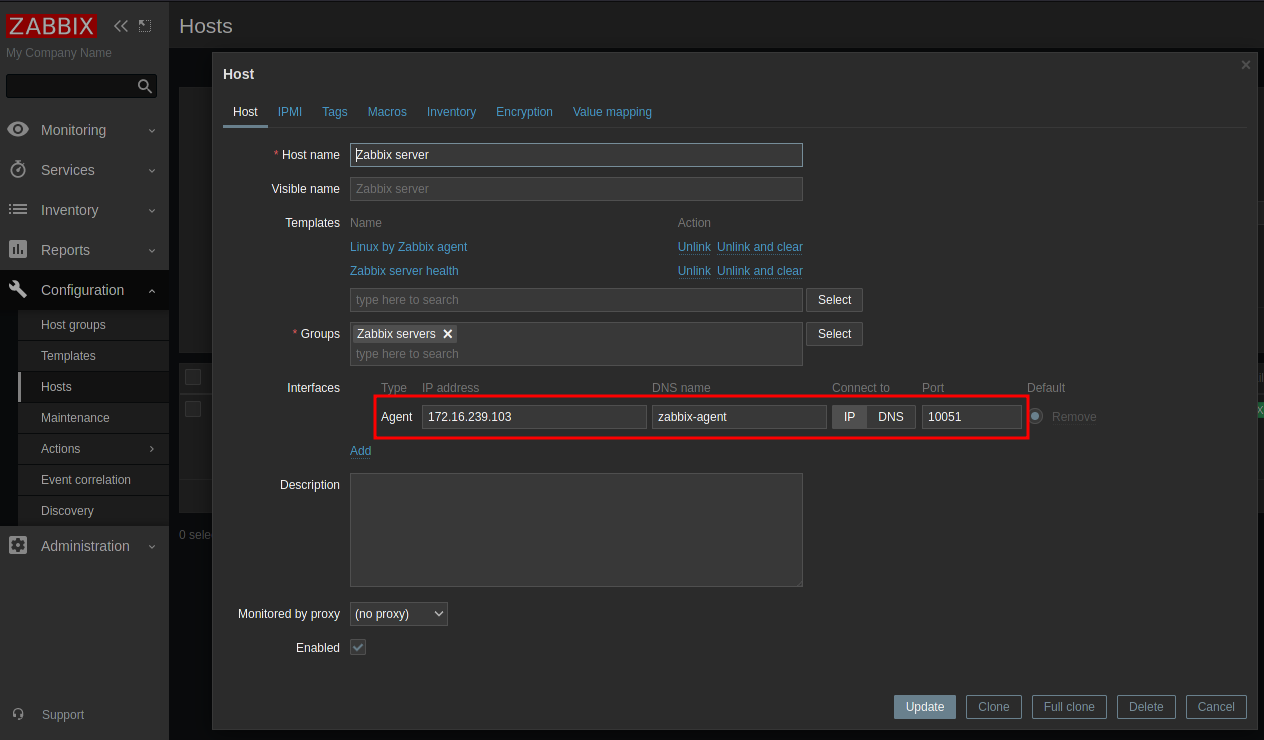 ZABBIX
My Company Name
Monitoring
Services
Inventory
Reports
Configuration
Host groups
Templates
Hosts
Maintenance
Actions
Event correlation
Discovery
Administration
Support
Hosts
0 sele
Host
Host IPMI Tags Macros Inventory Encryption Value mapping
* Host name Zabbix server
Visible name Zabbix server
Templates Name Action
Linux by Zabbix agent Unlink Unlink and clear
Zabbix server health Unlink Unlink and clear
type here to search Select
* Groups Zabbix servers Select
type here to search
Interfaces Type IP address DNS name Connect to Port Default
Agent 172.16.239.103 zabbix-agent IP DNS 10051 Remove
Add
Description
Monitored by proxy (no proxy)
Enabled
Update Clone Full clone Delete Cancel